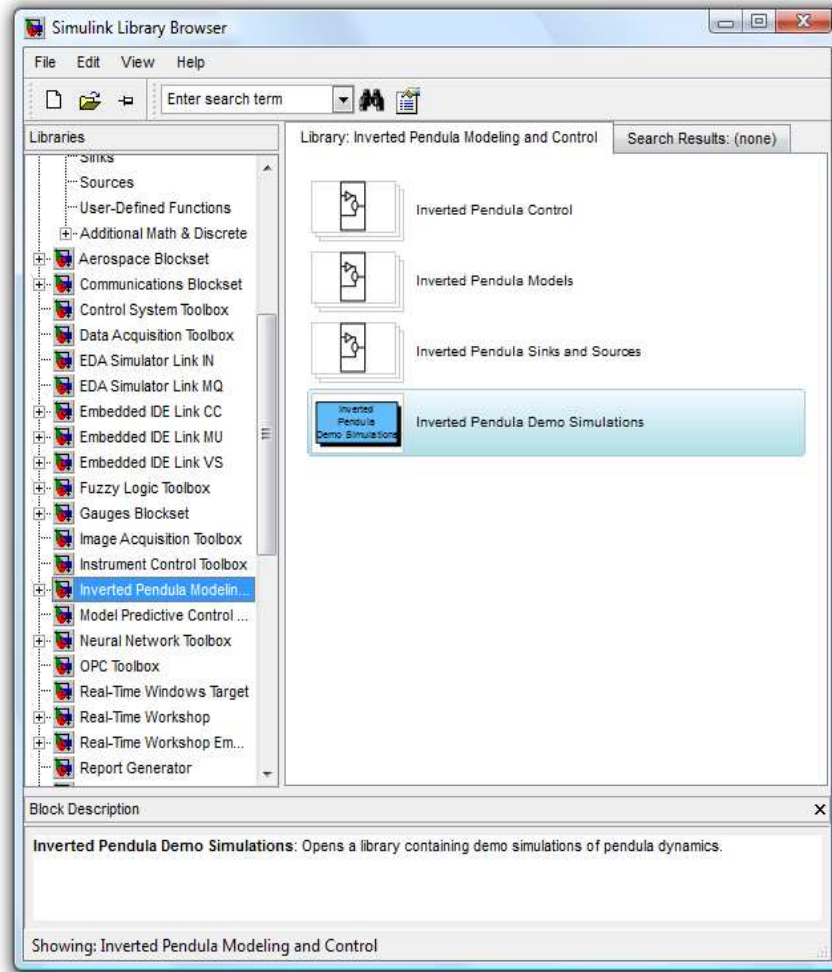 Simulink Library Browser
File Edit View Help
Enter search term
Libraries
Library: Inverted Pendula Modeling and Control
Search Results: (none)
Sinks
Sources
User-Defined Functions
Additional Math & Discrete
Aerospace Blockset
Communications Blockset
Control System Toolbox
Data Acquisition Toolbox
EDA Simulator Link IN
EDA Simulator Link MQ
Embedded IDE Link CC
Embedded IDE Link MU
Embedded IDE Link VS
Fuzzy Logic Toolbox
Gauges Blockset
Image Acquisition Toolbox
Instrument Control Toolbox
Inverted Pendula Modelin...
Model Predictive Control ...
Neural Network Toolbox
OPC Toolbox
Real-Time Windows Target
Real-Time Workshop
Real-Time Workshop Em...
Report Generator
Inverted Pendula Control
Inverted Pendula Models
Inverted Pendula Sinks and Sources
Inverted
Pendula
Demo Simulations
Inverted Pendula Demo Simulations
Block Description
Inverted Pendula Demo Simulations: Opens a library containing demo simulations of pendula dynamics.
Showing: Inverted Pendula Modeling and Control